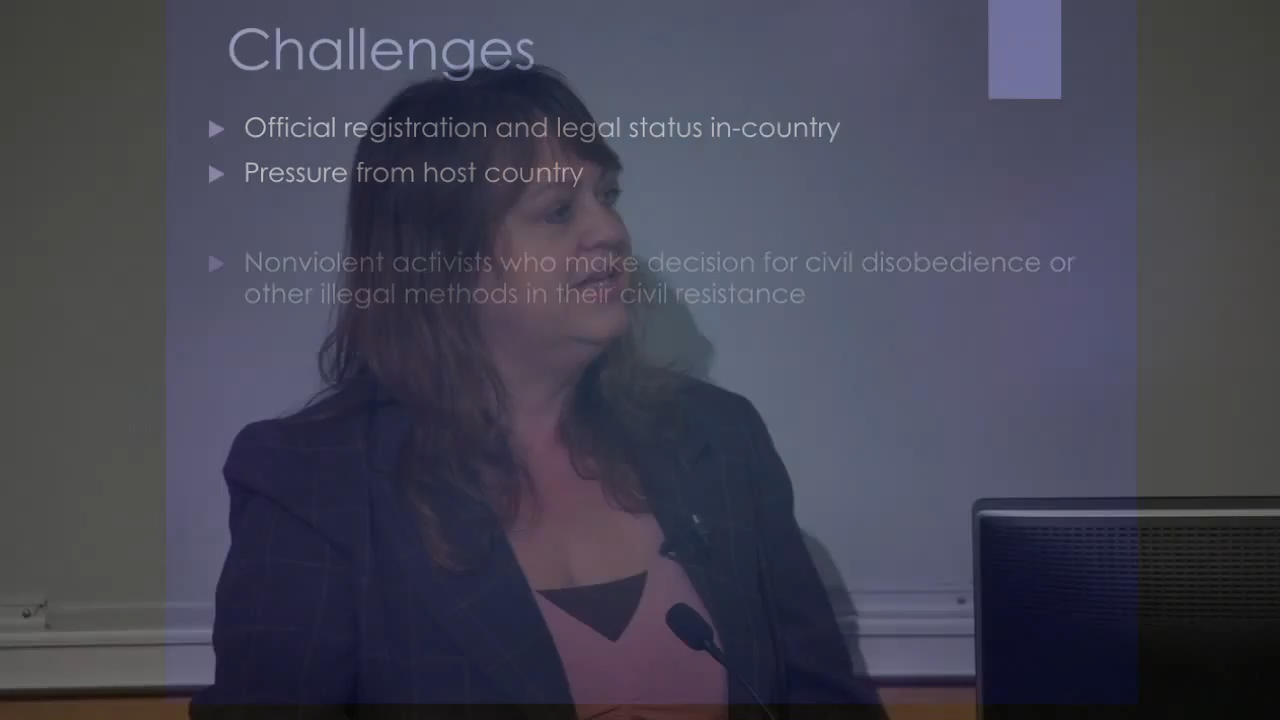 Challenges
Official registration and legal status in-country
Pressure from host country
Nonviolent activists who make decision for civil disobedience or
other illegal methods in their civil resistance